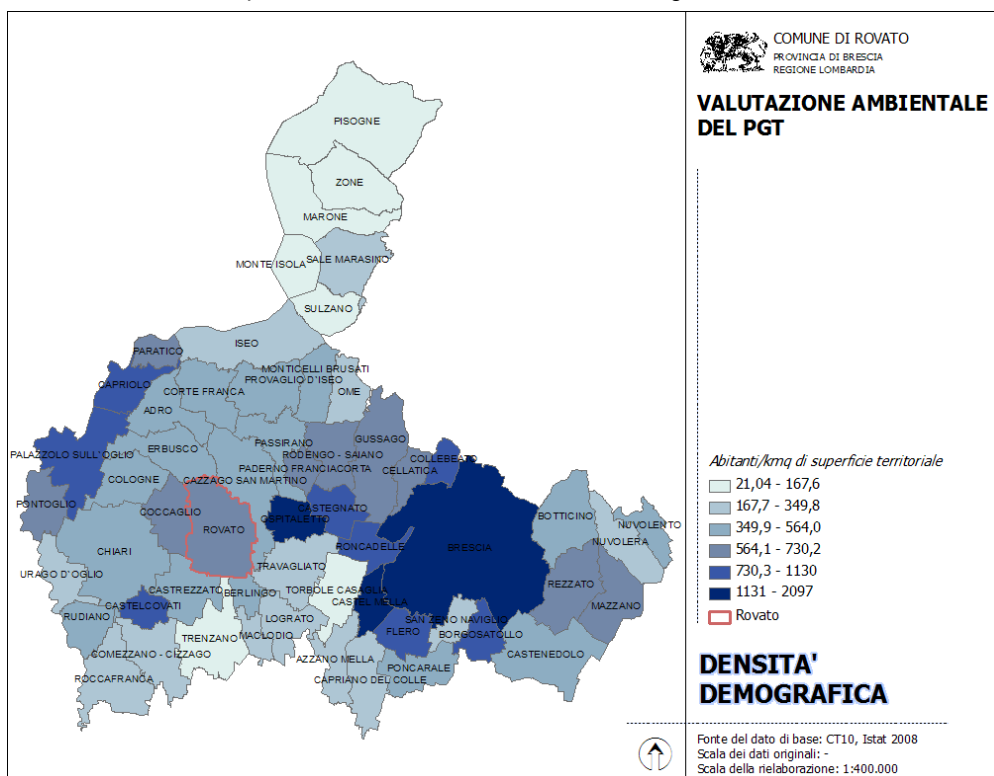 COMUNE DI ROVATO
PROVINCIA DI BRESCIA
REGIONE LOMBARDIA
VALUTAZIONE AMBIENTALE
DEL PGT
PISOGNE
ZONE
MARONE
MONTE ISOLA
SALE MARASINO
SULZANO
ISEO
PARATICO
MONTICELLI BRUSATI
CAPRIOLO
CORTE FRANCA
PROVAGLIO D'ISEO
OME
ADRO
GUSSAGO
PALAZZOLO SULL'OGLIO
ERBUSCO
PASSIRANO
RODENGO - SAIANO
COLLEBEATO
PADERNO FRANCIACORTA
CELLATICA
COLOGNE
CAZZAGO SAN MARTINO
PONTOGLIO
COCCAGLIO
CASTEGNATO
OSPITALETTO
BOTTICINO
NUVOLENTO
ROVATO
NUVOLERA
CHIARI
RONCADELLE
BRESCIA
URAGO D'OGLIO
TRAVAGLIATO
REZZATO
CASTREZZATO
BERLINGO
TORBOLE CASAGLIA
MAZZANO
CASTELCOVATI
CASTEL MELLA
RUDIANO
LOGRATO
SAN ZENO NAVIGLIO
TRENZANO
MACLODIO
FLERO
BORGOSATOLLO
COMEZZANO - CIZZAGO
AZZANO MELLA
CASTENEDOLO
PONCARALE
ROCCAFRANCA
CAPRIANO DEL COLLE
Abitanti/kmq di superficie territoriale
21,04 - 167,6
167,7 - 349,8
349,9 - 564,0
564,1 - 730,2
730,3 - 1130
1131 - 2097
Rovato
DENSITA'
DEMOGRAFICA
Fonte del dato di base: CT10, Istat 2008
Scala dei dati originali: -
Scala della rielaborazione: 1:400.000